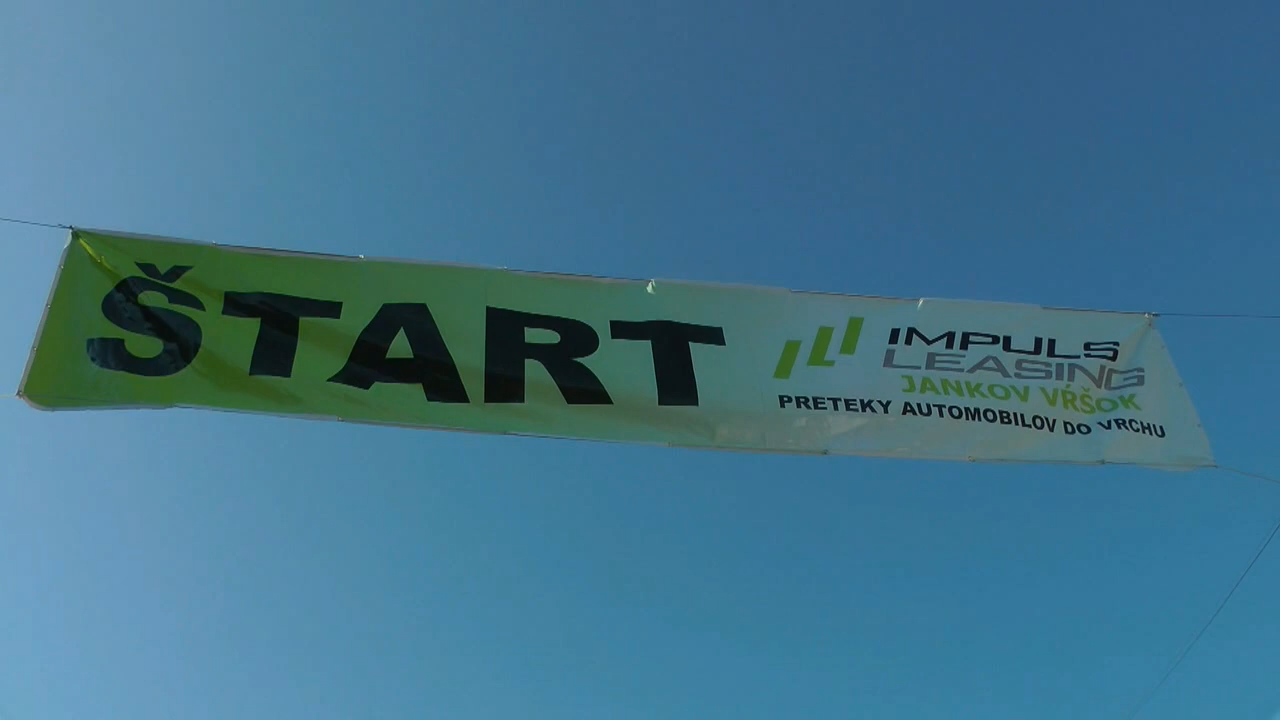 ŠTART
IMPULS
LEASING
JANKOV VŔŠOK
PRETEKY AUTOMOBILOV DO VRCHU